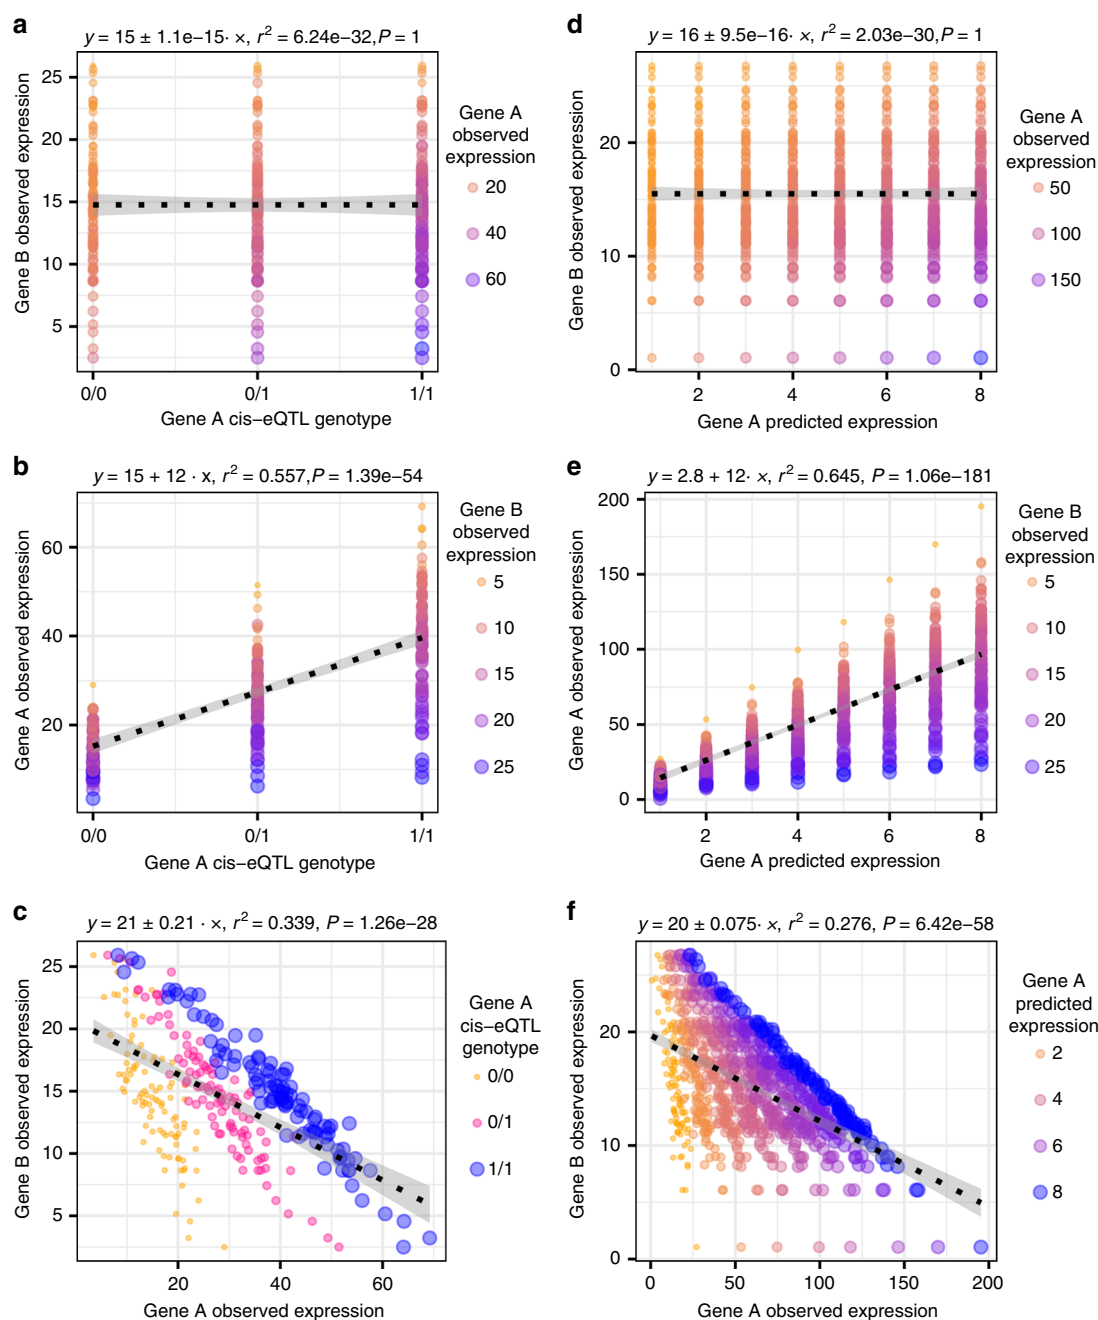 a
y = 15 ± 1.1e−15· ×, r2 = 6.24e−32,P = 1
Gene B observed expression
25
20
15
10
5
0/0
0/1
1/1
Gene A cis−eQTL genotype
Gene A
observed
expression
20
40
60
d
y = 16 ± 9.5e−16· ×, r2 = 2.03e−30,P = 1
Gene B observed expression
20
10
0
2
4
6
8
Gene A predicted expression
Gene A
observed
expression
50
100
150
b
y = 15 + 12 · x, r2 = 0.557,P = 1.39e−54
Gene A observed expression
60
40
20
0/0
0/1
1/1
Gene A cis−eQTL genotype
Gene B
observed
expression
5
10
15
20
25
e
y = 2.8 + 12· ×, r2 = 0.645, P = 1.06e−181
Gene A observed expression
200
150
100
50
0
2
4
6
8
Gene A predicted expression
Gene B
observed
expression
5
10
15
20
25
c
y = 21 ± 0.21 · ×, r2 = 0.339, P = 1.26e−28
Gene B observed expression
25
20
15
10
5
20
40
60
Gene A observed expression
Gene A
cis−eQTL
genotype
0/0
0/1
1/1
f
y = 20 ± 0.075· ×, r2 = 0.276, P = 6.42e−58
Gene B observed expression
20
10
0
0
50
100
150
200
Gene A observed expression
Gene A
predicted
expression
2
4
6
8